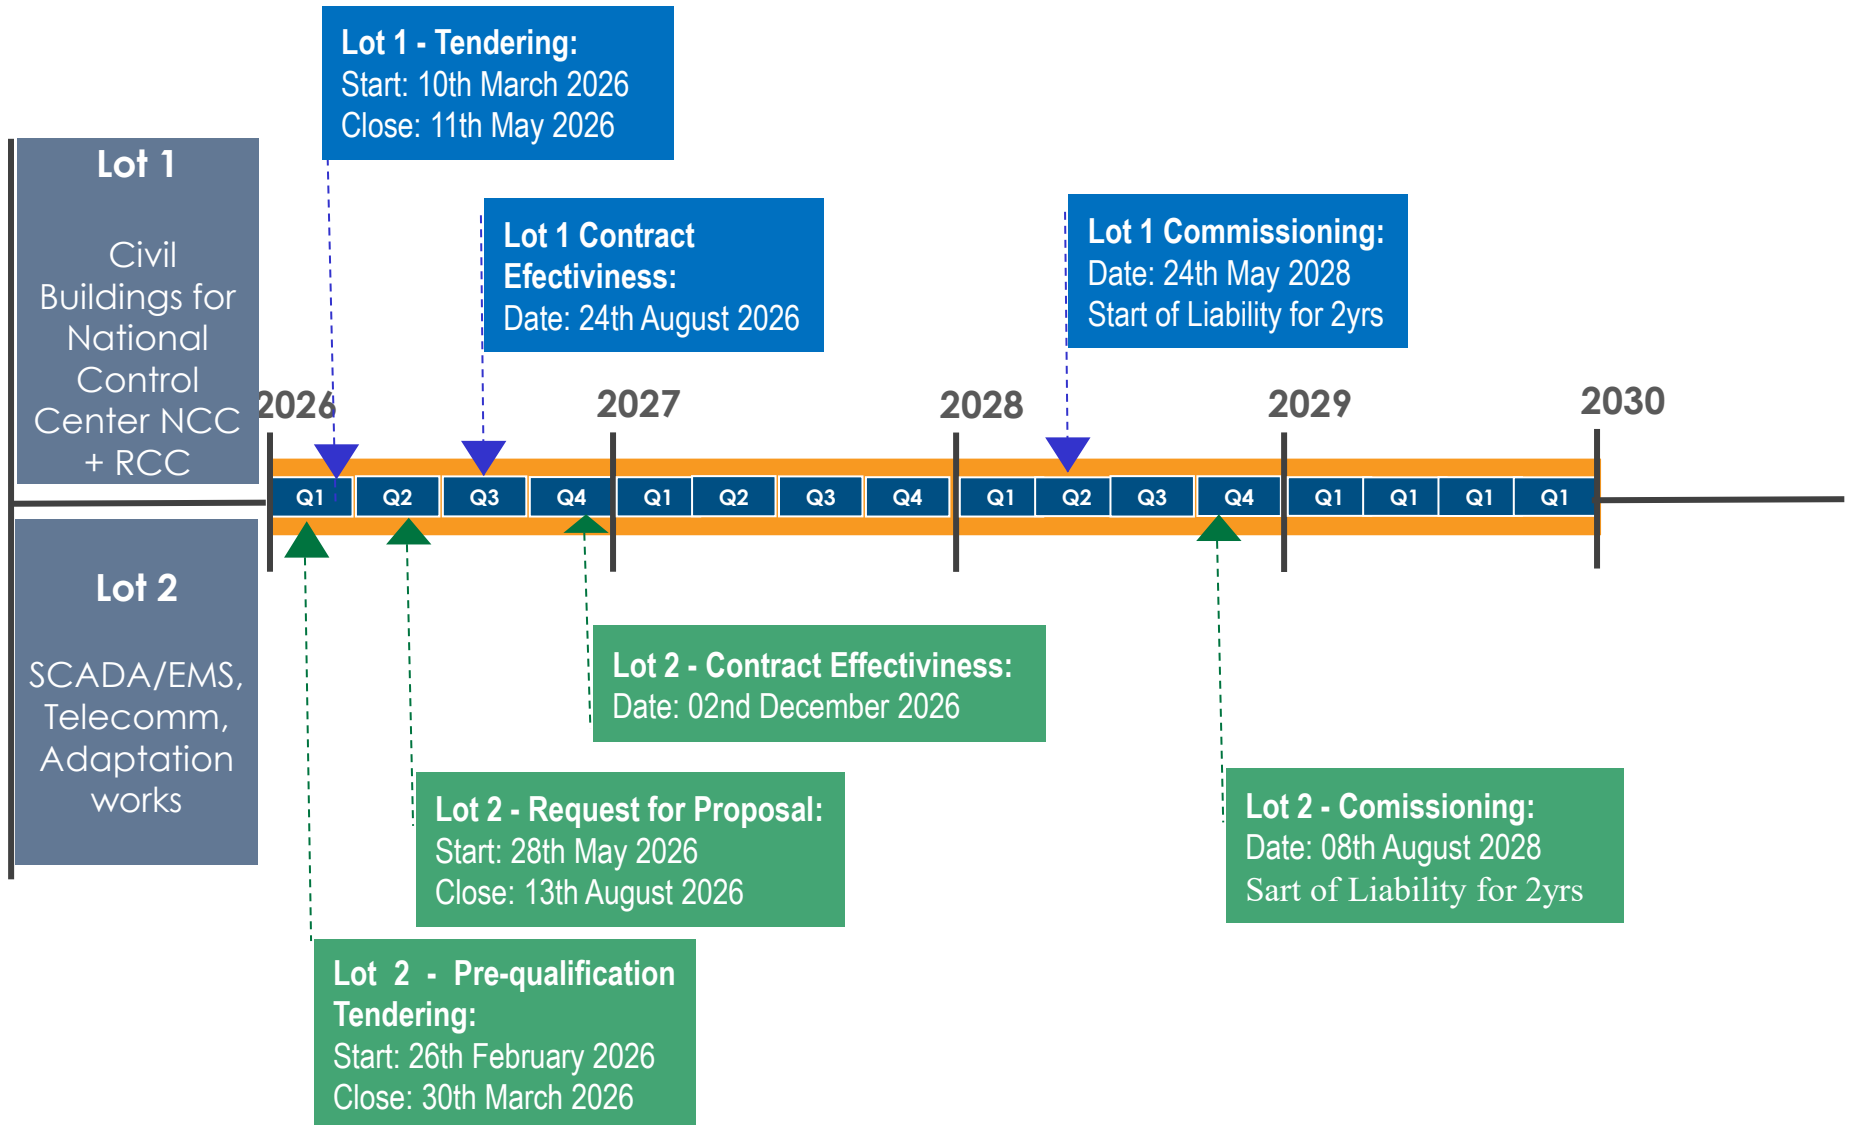 Lot 1 - Tendering:
Start: 10th March 2026
Close: 11th May 2026
Lot 1
Civil
Buildings for
National
Control
Center NCC
+ RCC
Lot 1 Contract
Efectiviness:
Date: 24th August 2026
Lot 1 Commissioning:
Date: 24th May 2028
Start of Liability for 2yrs
2026
2027
2028
2029
2030
Q1 Q2 Q3 Q4 Q1 Q2 Q3 Q4 Q1 Q2 Q3 Q4 Q1 Q1 Q1 Q1
Lot 2
SCADA/EMS,
Telecomm,
Adaptation
works
Lot 2 - Contract Effectiviness:
Date: 02nd December 2026
Lot 2 - Request for Proposal:
Start: 28th May 2026
Close: 13th August 2026
Lot 2 - Comissioning:
Date: 08th August 2028
Sart of Liability for 2yrs
Lot 2 - Pre-qualification
Tendering:
Start: 26th February 2026
Close: 30th March 2026